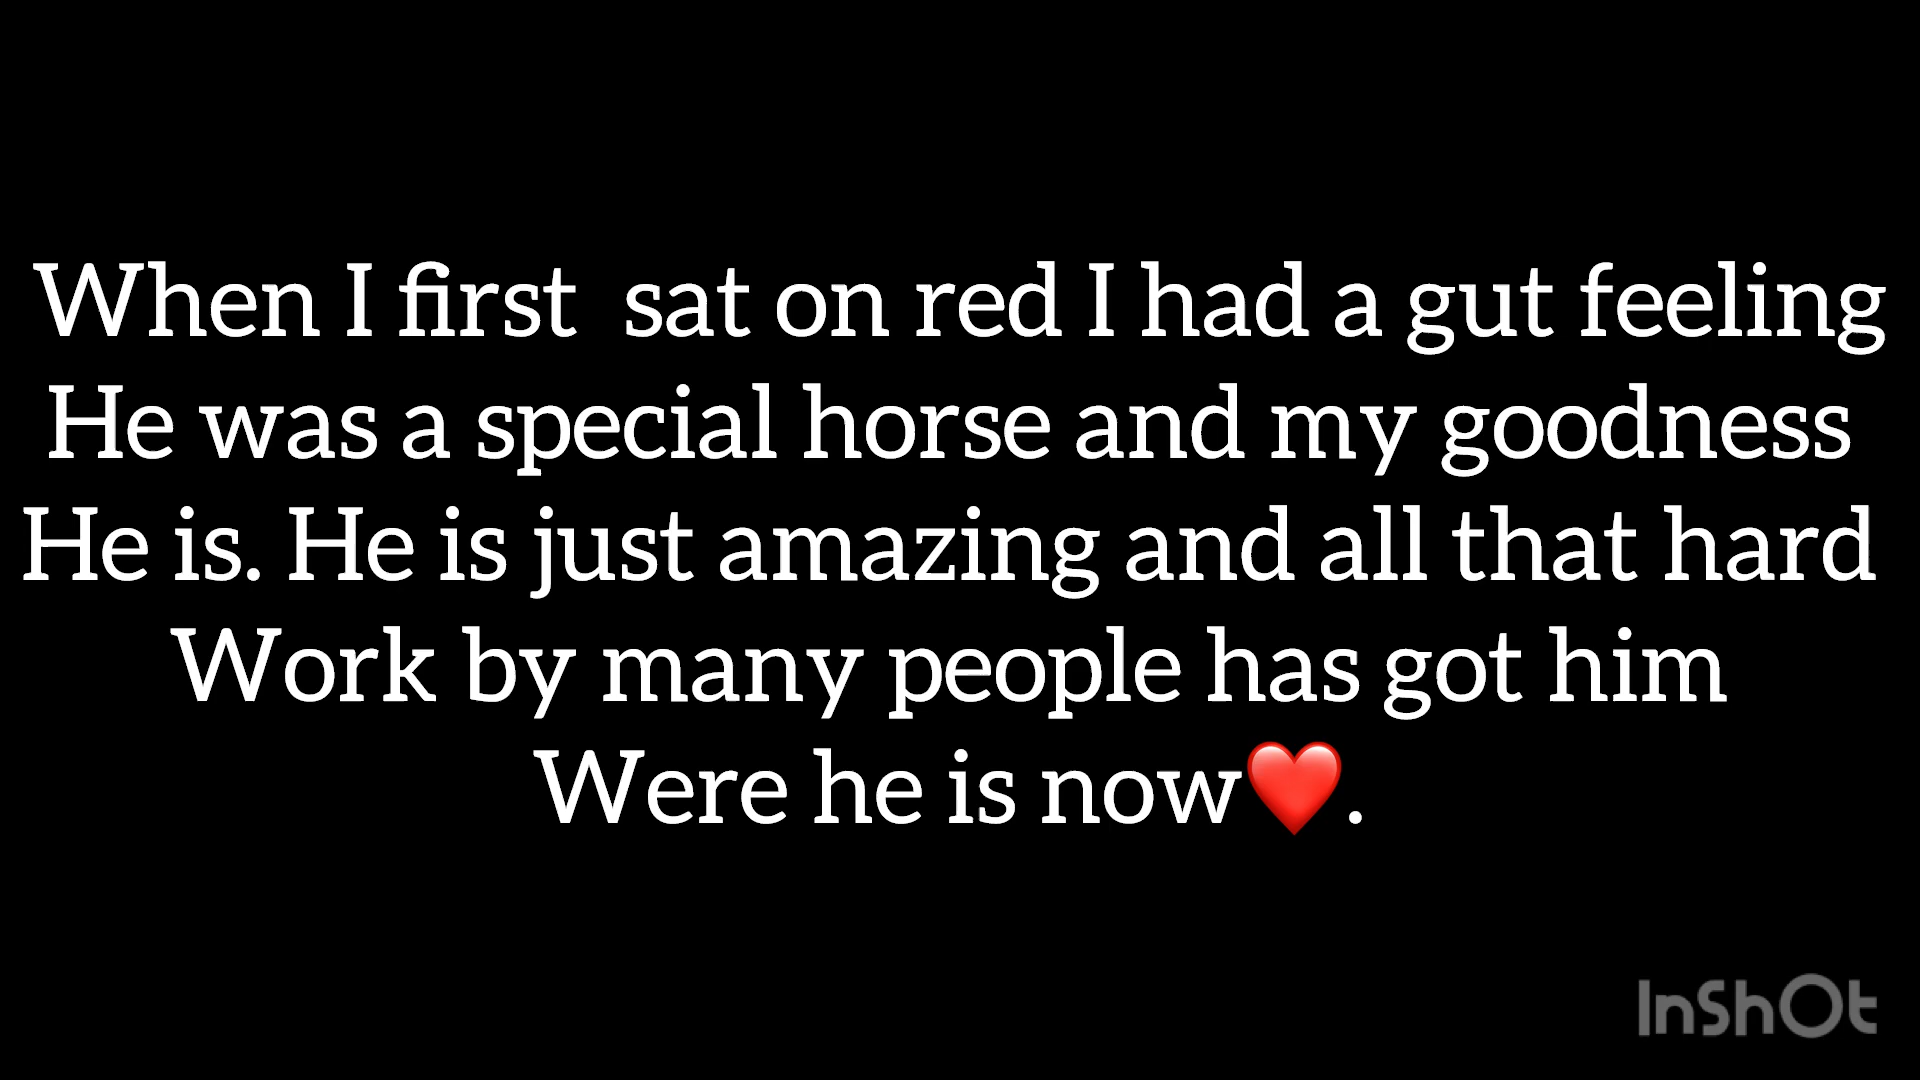 When I first  sat on red I had a gut feeling
He was a special horse and my goodness
He is. He is just amazing and all that hard
Work by many people has got him
Were he is now❤️.
InShOt